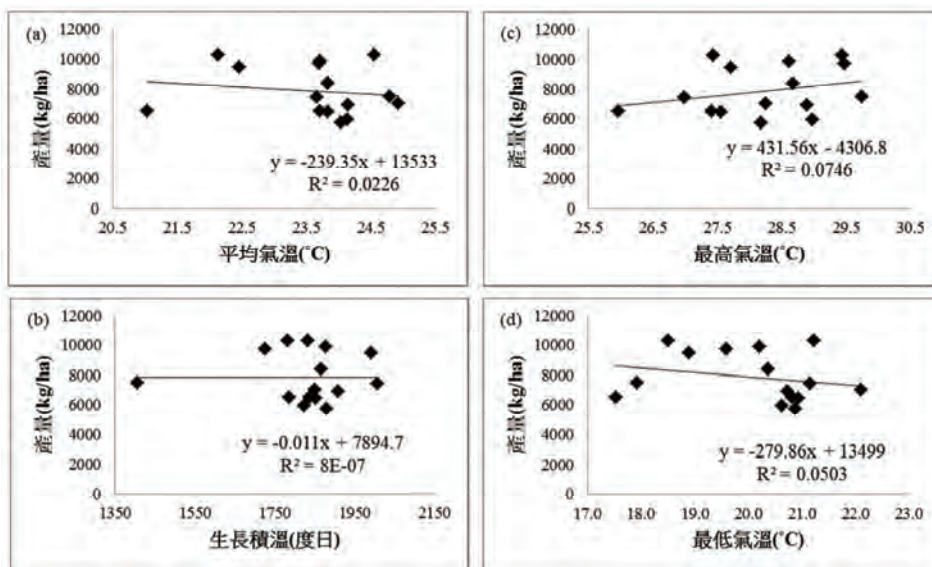 (a)
12000
10000
8000
6000
4000
2000
0
產量(kg/ha)
y = -239.35x + 13533
R² = 0.0226
20.5 21.5 22.5 23.5 24.5 25.5
平均氣溫(˚C)
(c)
12000
10000
8000
6000
4000
2000
0
產量(kg/ha)
y = 431.56x - 4306.8
R² = 0.0746
25.5 26.5 27.5 28.5 29.5 30.5
最高氣溫(˚C)
(b)
12000
10000
8000
6000
4000
2000
0
產量(kg/ha)
y = -0.011x + 7894.7
R² = 8E-07
1350 1550 1750 1950 2150
生長積溫(度日)
(d)
12000
10000
8000
6000
4000
2000
0
產量(kg/ha)
y = -279.86x + 13499
R² = 0.0503
17.0 18.0 19.0 20.0 21.0 22.0 23.0
最低氣溫(˚C)